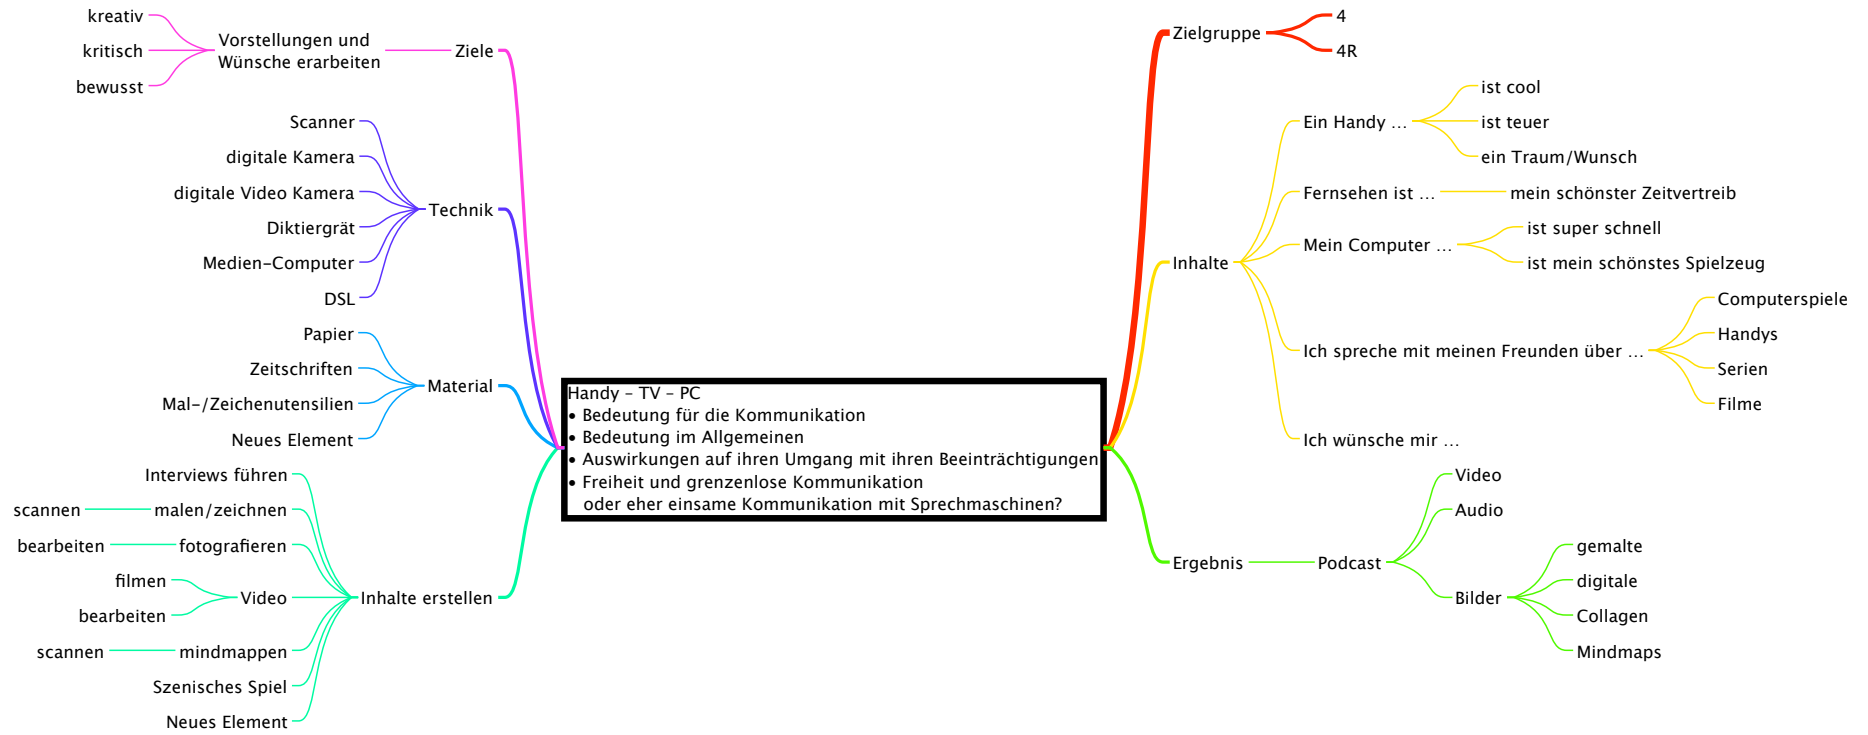 Handy – TV – PC
• Bedeutung für die Kommunikation
• Bedeutung im Allgemeinen
• Auswirkungen auf ihren Umgang mit ihren Beeinträchtigungen
• Freiheit und grenzenlose Kommunikation
oder eher einsame Kommunikation mit Sprechmaschinen?
Zielgruppe
4
4R
Inhalte
Ein Handy ...
ist cool
ist teuer
ein Traum/Wunsch
Fernsehen ist ...
mein schönster Zeitvertreib
Mein Computer ...
ist super schnell
ist mein schönstes Spielzeug
Ich spreche mit meinen Freunden über ...
Computerspiele
Handys
Serien
Filme
Ich wünsche mir ...
Ergebnis
Podcast
Video
Audio
Bilder
gemalte
digitale
Collagen
Mindmaps
Ziele
Vorstellungen und
Wünsche erarbeiten
kreativ
kritisch
bewusst
Technik
Scanner
digitale Kamera
digitale Video Kamera
Diktiergrät
Medien-Computer
DSL
Material
Papier
Zeitschriften
Mal-/Zeichenutensilien
Neues Element
Inhalte erstellen
Interviews führen
malen/zeichnen
scannen
fotografieren
bearbeiten
Video
filmen
bearbeiten
mindmappen
scannen
Szenisches Spiel
Neues Element